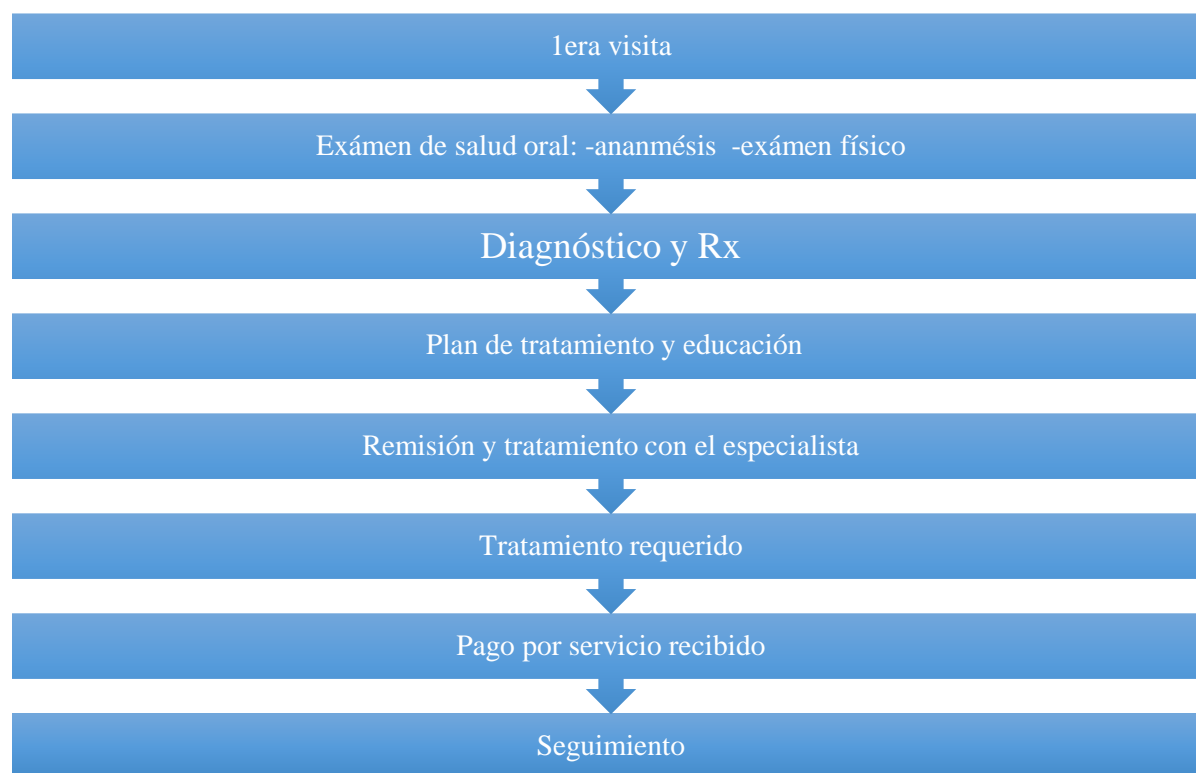 1era visita
Exámen de salud oral: -ananmésis -exámen físico
Diagnóstico y Rx
Plan de tratamiento y educación
Remisión y tratamiento con el especialista
Tratamiento requerido
Pago por servicio recibido
Seguimiento